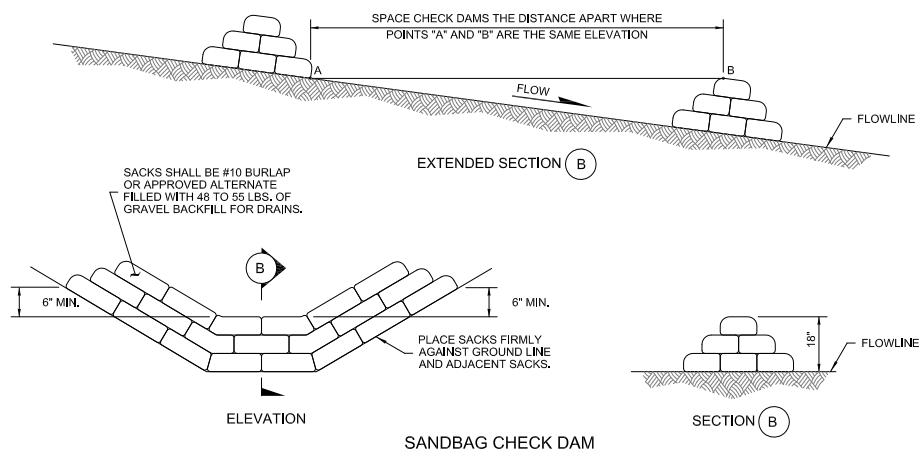 SPACE CHECK DAMS THE DISTANCE APART WHERE
POINTS "A" AND "B" ARE THE SAME ELEVATION
A
B
FLOW
FLOWLINE
EXTENDED SECTION B
SACKS SHALL BE #10 BURLAP
OR APPROVED ALTERNATE
FILLED WITH 48 TO 55 LBS. OF
GRAVEL BACKFILL FOR DRAINS.
B
6" MIN.
6" MIN.
PLACE SACKS FIRMLY
AGAINST GROUND LINE
AND ADJACENT SACKS.
ELEVATION
18"
FLOWLINE
SECTION B
SANDBAG CHECK DAM